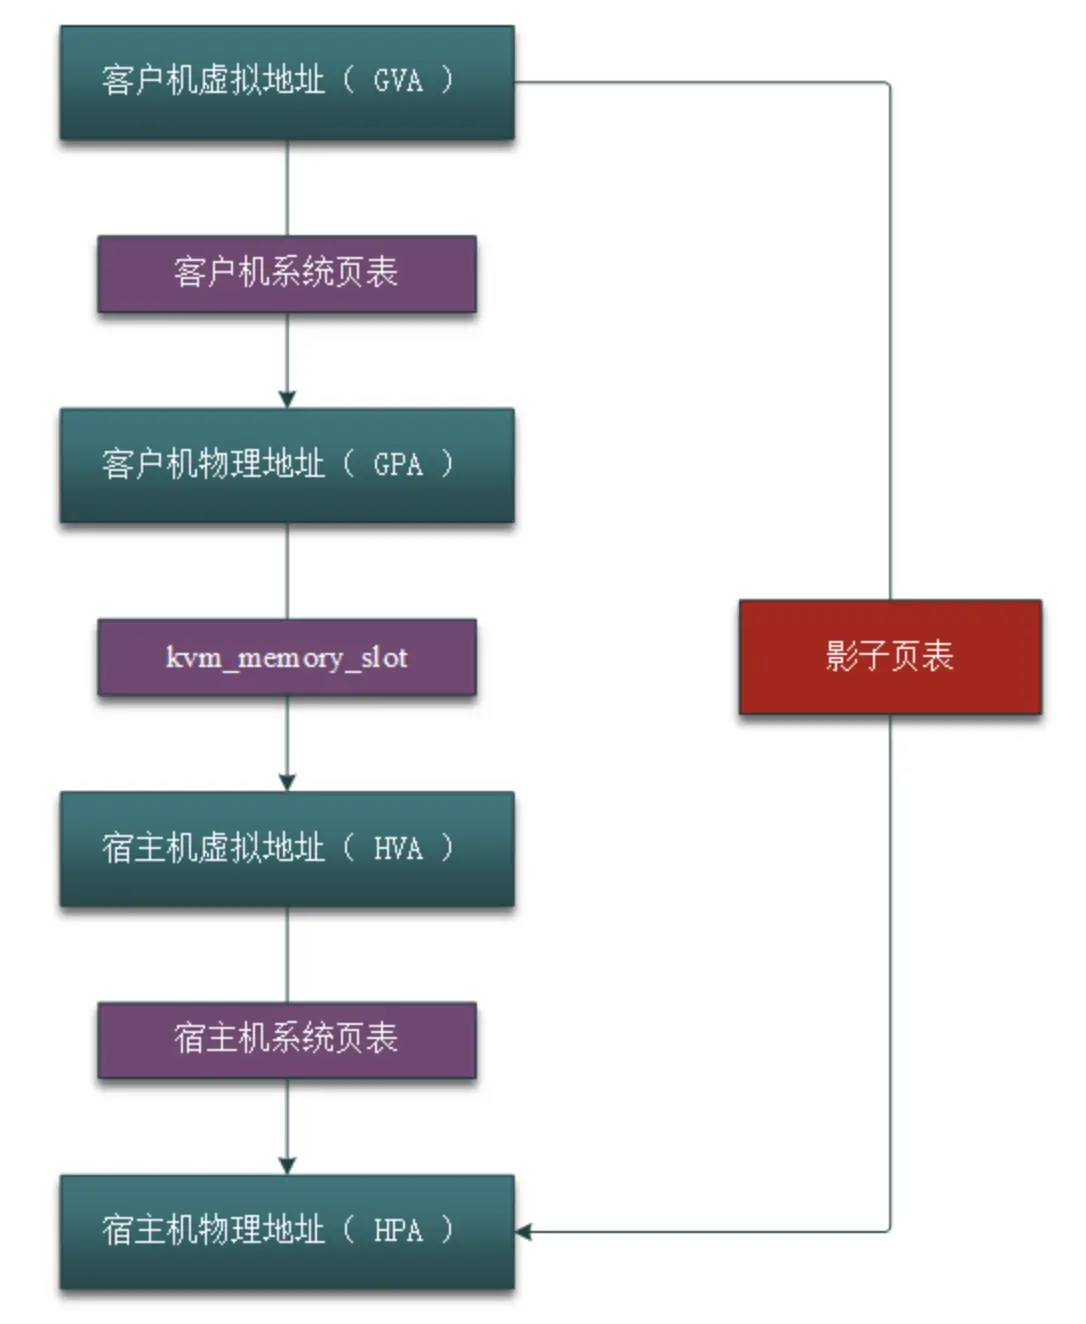 客户机虚拟地址（ GVA ）
客户机系统页表
客户机物理地址（ GPA ）
kvm_memory_slot
影子页表
宿主机虚拟地址（ HVA ）
宿主机系统页表
宿主机物理地址（ HPA ）